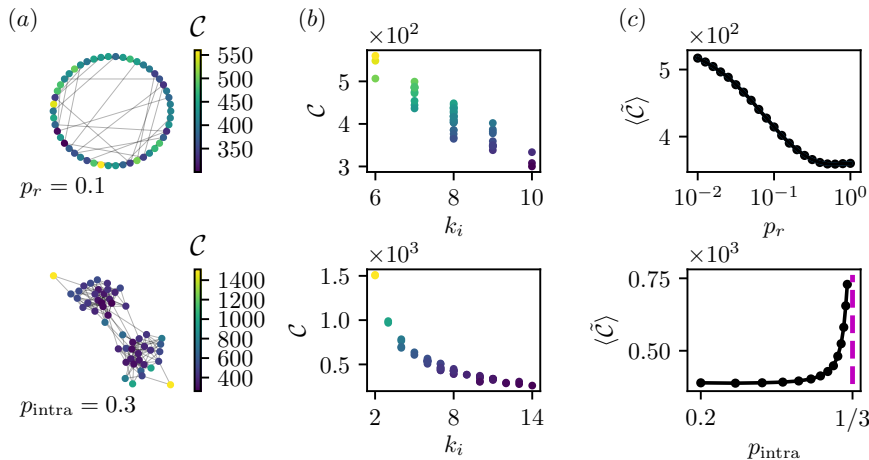 (a)
𝒞
550
500
450
400
350
p_r = 0.1
(b)
×10²
𝒞
5
4
3
6
8
10
k_i
(c)
×10²
⟨𝒞̃⟩
5
4
10⁻²
10⁻¹
10⁰
p_r
𝒞
1400
1200
1000
800
600
400
p_intra = 0.3
×10³
𝒞
1.5
1.0
0.5
2
8
14
k_i
×10³
⟨𝒞̃⟩
0.75
0.50
0.2
1/3
p_intra